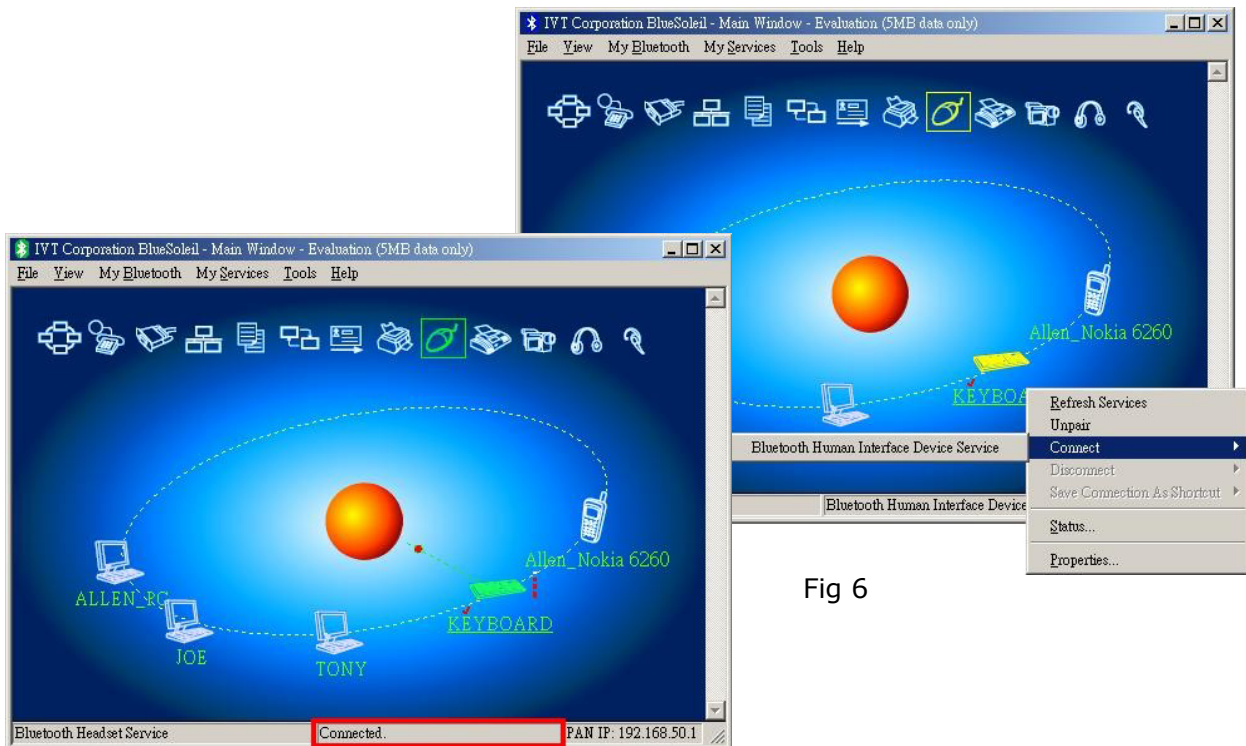 IVT Corporation BlueSoleil - Main Window - Evaluation (5MB data only)
File View My Bluetooth My Services Tools Help
Allen_Nokia 6260
KEYBOA
Refresh Services
Unpair
Connect
Disconnect
Save Connection As Shortcut
Status...
Properties...
Bluetooth Human Interface Device Service
Bluetooth Human Interface Device
Fig 6
IVT Corporation BlueSoleil - Main Window - Evaluation (5MB data only)
File View My Bluetooth My Services Tools Help
Allen_Nokia 6260
ALLEN_PC
KEYBOARD
JOE
TONY
Bluetooth Headset Service Connected. PAN IP: 192.168.50.1